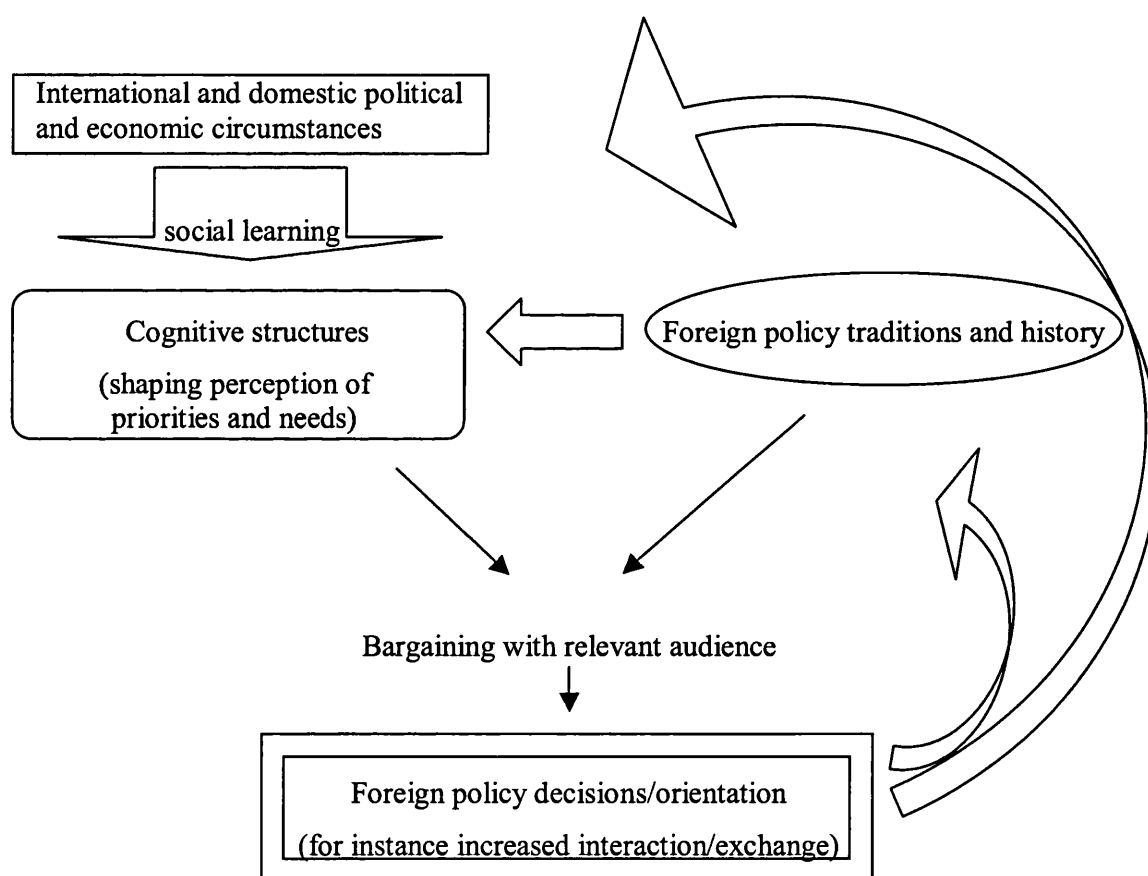 International and domestic political
and economic circumstances
social learning
Cognitive structures
(shaping perception of
priorities and needs)
Foreign policy traditions and history
Bargaining with relevant audience
Foreign policy decisions/orientation
(for instance increased interaction/exchange)